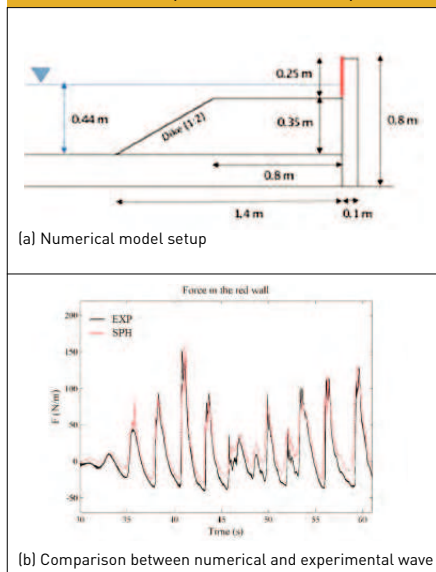 0.25 m
0.44 m
Dike (1:2)
0.35 m
0.8 m
0.8 m
1.4 m
0.1 m
(a) Numerical model setup
Force in the red wall
EXP
SPH
F (N/m)
200
150
100
50
0
-50
30 35 40 45 50 55 60
Time (s)
(b) Comparison between numerical and experimental wave